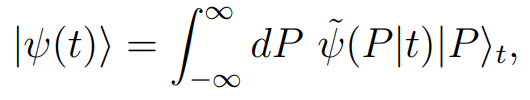 |ψ(t)⟩ = ∫_{-∞}^{∞} dP ψ̃(P|t)|P⟩_t,